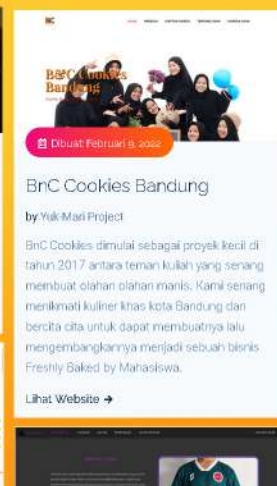 BnC Cookies
Bandung
Dibuat Februari 9, 2022
BnC Cookies Bandung
by Yuk-Mari Project
BnC Cookies dimulai sebagai proyek kecil di
tahun 2017 antara teman kuliah yang senang
membuat olahan olahan manis. Kami senang
menikmati kuliner khas kota Bandung dan
bercita cita untuk dapat membuatnya lalu
mengembangkannya menjadi sebuah bisnis
Freshly Baked by Mahasiswa.
Lihat Website →